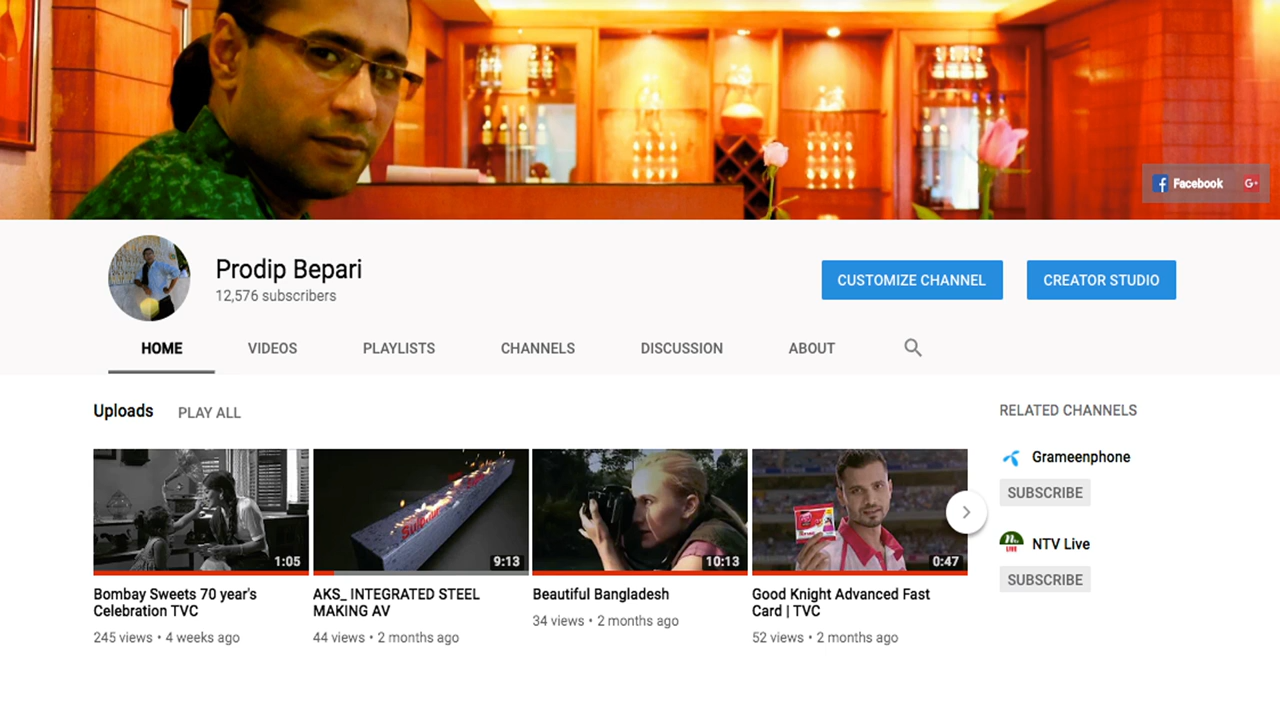 Facebook
G+
Prodip Bepari
12,576 subscribers
CUSTOMIZE CHANNEL
CREATOR STUDIO
HOME
VIDEOS
PLAYLISTS
CHANNELS
DISCUSSION
ABOUT
Uploads
PLAY ALL
1:05
9:13
10:13
0:47
Bombay Sweets 70 year's
Celebration TVC
245 views • 4 weeks ago
AKS_ INTEGRATED STEEL
MAKING AV
44 views • 2 months ago
Beautiful Bangladesh
34 views • 2 months ago
Good Knight Advanced Fast
Card | TVC
52 views • 2 months ago
RELATED CHANNELS
Grameenphone
SUBSCRIBE
LIVE
NTV Live
SUBSCRIBE